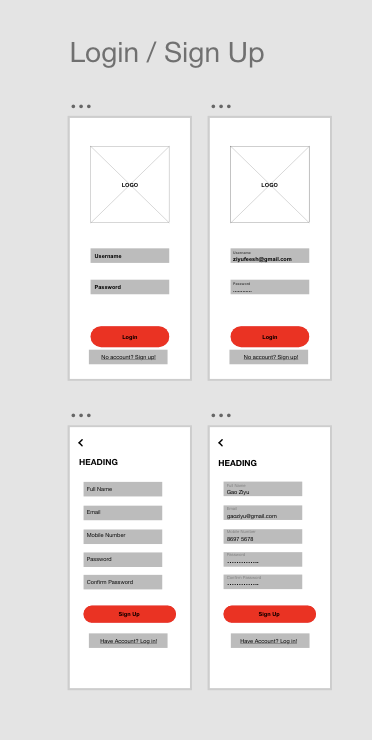 Login / Sign Up
LOGO
Username
Password
Login
No account? Sign up!
LOGO
Username
ziyufeesh@gmail.com
Password
Login
No account? Sign up!
HEADING
Full Name
Email
Mobile Number
Password
Confirm Password
Sign Up
Have Account? Log in!
HEADING
Full Name
Gao Ziyu
Email
gaoziyu@gmail.com
Mobile Number
8697 5678
Password
Confirm Password
Sign Up
Have Account? Log in!